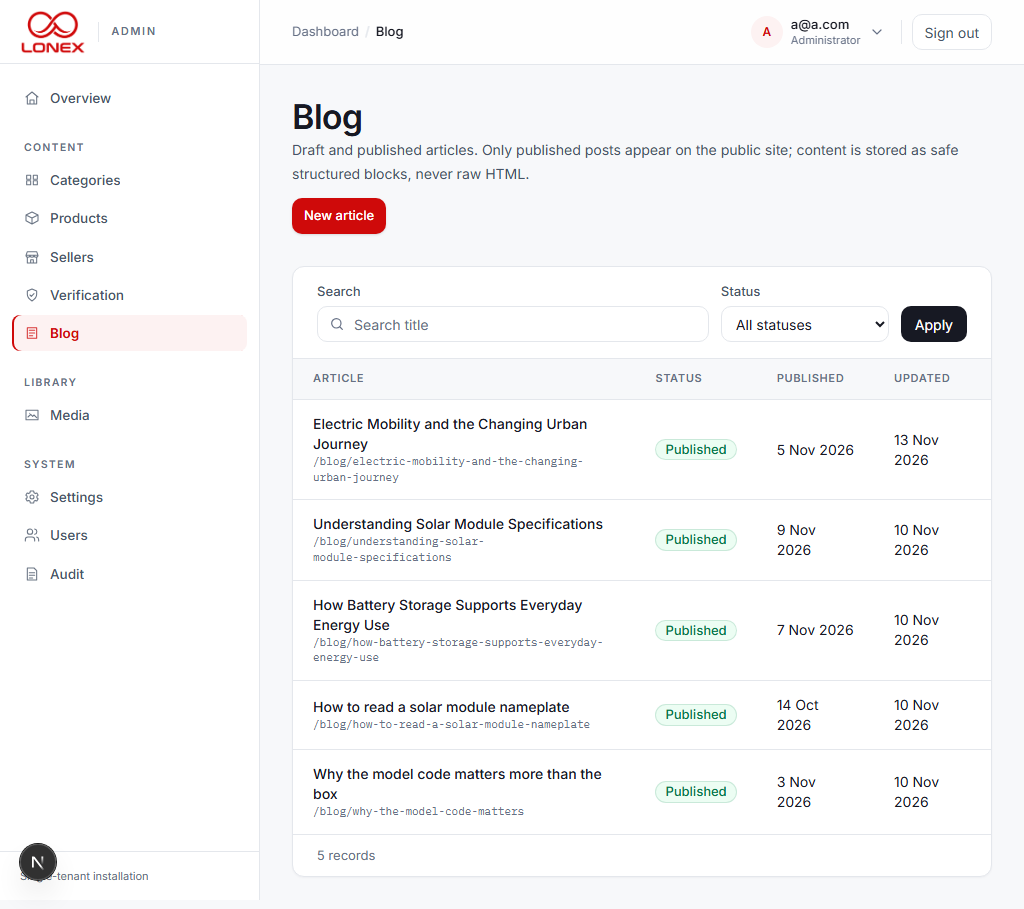 LONEX
ADMIN
Dashboard / Blog
A
a@a.com
Administrator
Sign out
Overview
CONTENT
Categories
Products
Sellers
Verification
Blog
LIBRARY
Media
SYSTEM
Settings
Users
Audit
N
-tenant installation
Blog
Draft and published articles. Only published posts appear on the public site; content is stored as safe
structured blocks, never raw HTML.
New article
Search
Status
Search title
All statuses
Apply
ARTICLE STATUS PUBLISHED UPDATED
Electric Mobility and the Changing Urban
Journey
/blog/electric-mobility-and-the-changing-
urban-journey
Published
5 Nov 2026
13 Nov
2026
Understanding Solar Module Specifications
/blog/understanding-solar-
module-specifications
Published
9 Nov
2026
10 Nov
2026
How Battery Storage Supports Everyday
Energy Use
/blog/how-battery-storage-supports-everyday-
energy-use
Published
7 Nov 2026
10 Nov
2026
How to read a solar module nameplate
/blog/how-to-read-a-solar-module-nameplate
Published
14 Oct
2026
10 Nov
2026
Why the model code matters more than the
box
/blog/why-the-model-code-matters
Published
3 Nov
2026
10 Nov
2026
5 records